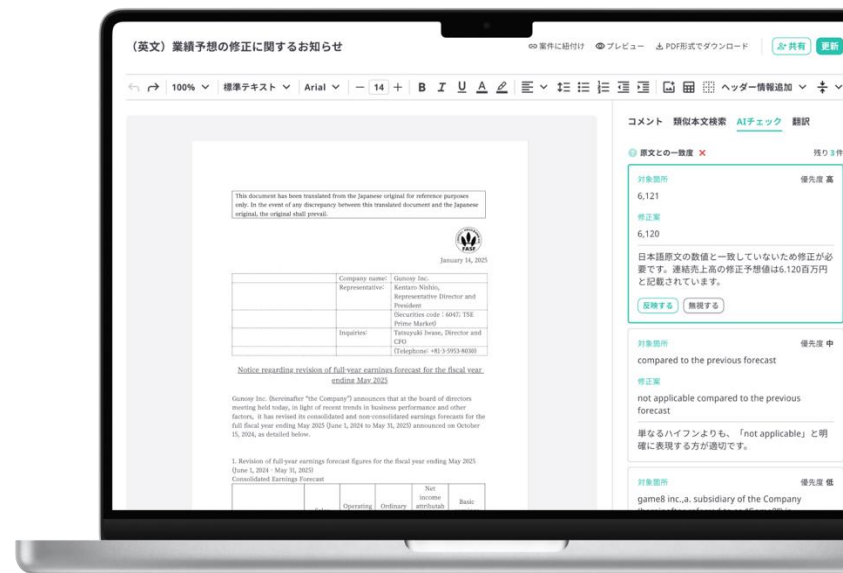 （英文）業績予想の修正に関するお知らせ
案件に紐付け プレビュー PDF形式でダウンロード 共有 更新
100% 標準テキスト Arial 14 B I U A ヘッダー情報追加
コメント 類似本文検索 AIチェック 翻訳
原文との一致度 残り3件
This document has been translated from the Japanese original for reference purposes
only. In the event of any discrepancy between this translated document and the Japanese
original, the original shall prevail.
FASF
January 14, 2025
Company name: Gunosy Inc.
Representative: Kentaro Nishio,
Representative Director and
President
(Securities code : 6047; TSE
Prime Market)
Inquiries: Tatsuyuki Iwase, Director and
CFO
(Telephone: +81-3-5953-8030)
Notice regarding revision of full-year earnings forecast for the fiscal year
ending May 2025
Gunosy Inc. (hereinafter "the Company") announces that at the board of directors
meeting held today, in light of recent trends in business performance and other
factors, it has revised its consolidated and non-consolidated earnings forecasts for the
full fiscal year ending May 2025 (June 1, 2024 to May 31, 2025) announced on October
15, 2024, as detailed below.
1. Revision of full-year earnings forecast figures for the fiscal year ending May 2025
(June 1, 2024 - May 31, 2025)
Consolidated Earnings Forecast
Net
income
Operating Ordinary attributab Basic
対象箇所 優先度 高
6,121
修正案
6,120
日本語原文の数値と一致していないため修正が必
要です。連結売上高の修正予想値は6,120百万円
と記載されています。
反映する 無視する
対象箇所 優先度 中
compared to the previous forecast
修正案
not applicable compared to the previous
forecast
単なるハイフンよりも、「not applicable」と明
確に表現する方が適切です。
対象箇所 優先度 低
game8 inc.,a. subsidiary of the Company